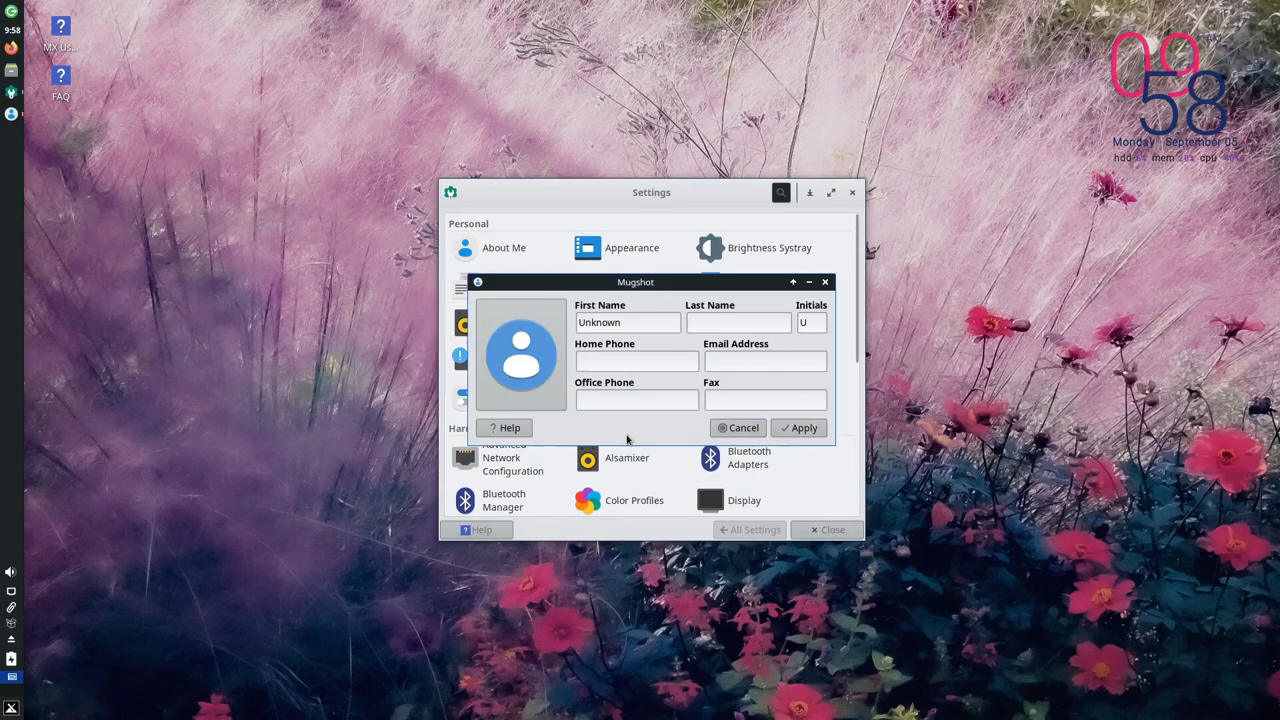 9:58
MX Us...
FAQ
09
58
AM
Monday September 05
hdd mem cpu
Settings
Personal
About Me
Appearance
Brightness Systray
Mugshot
First Name
Last Name
Initials
Unknown
U
Home Phone
Email Address
Office Phone
Fax
? Help
Cancel
Apply
Har
Advanced
Network
Configuration
Alsamixer
Bluetooth
Adapters
Bluetooth
Manager
Color Profiles
Display
Help
All Settings
Close